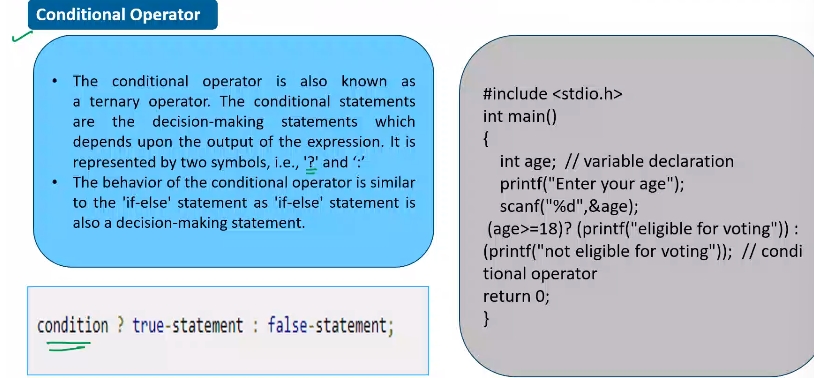 Conditional Operator
• The conditional operator is also known as
a ternary operator. The conditional statements
are the decision-making statements which
depends upon the output of the expression. It is
represented by two symbols, i.e., '?' and ‘:’
• The behavior of the conditional operator is similar
to the 'if-else' statement as 'if-else' statement is
also a decision-making statement.
condition ? true-statement : false-statement;
#include <stdio.h>
int main()
{
int age; // variable declaration
printf("Enter your age");
scanf("%d",&age);
(age>=18)? (printf("eligible for voting")) :
(printf("not eligible for voting")); // condi
tional operator
return 0;
}